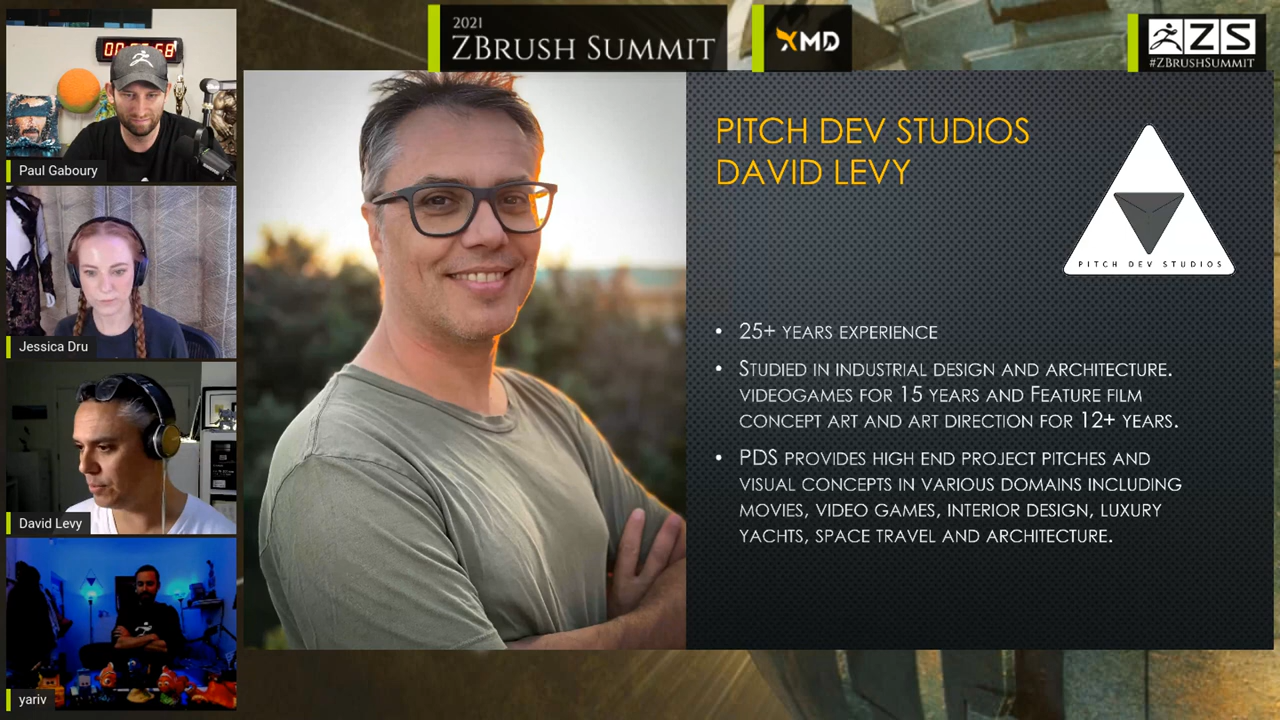 2021
ZBRUSH SUMMIT
XMD
ZS
#ZBRUSHSUMMIT
Paul Gaboury
Jessica Dru
David Levy
yariv
PITCH DEV STUDIOS
DAVID LEVY
PITCH DEV STUDIOS
• 25+ YEARS EXPERIENCE
• STUDIED IN INDUSTRIAL DESIGN AND ARCHITECTURE.
VIDEOGAMES FOR 15 YEARS AND FEATURE FILM
CONCEPT ART AND ART DIRECTION FOR 12+ YEARS.
• PDS PROVIDES HIGH END PROJECT PITCHES AND
VISUAL CONCEPTS IN VARIOUS DOMAINS INCLUDING
MOVIES, VIDEO GAMES, INTERIOR DESIGN, LUXURY
YACHTS, SPACE TRAVEL AND ARCHITECTURE.